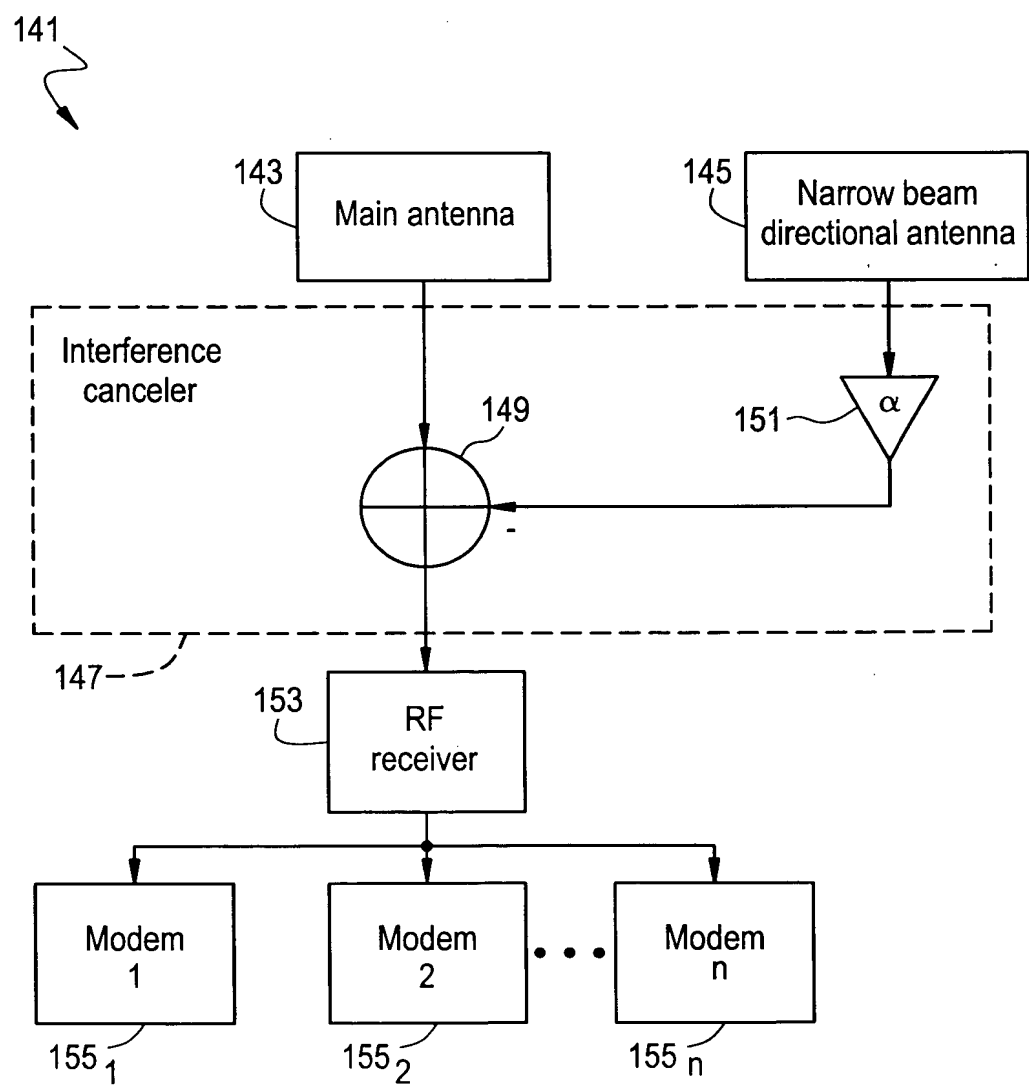 141
143
Main antenna
145
Narrow beam
directional antenna
Interference
canceler
149
151
α
-
147
153
RF
receiver
Modem
1
Modem
2
Modem
n
155 1
155 2
155 n